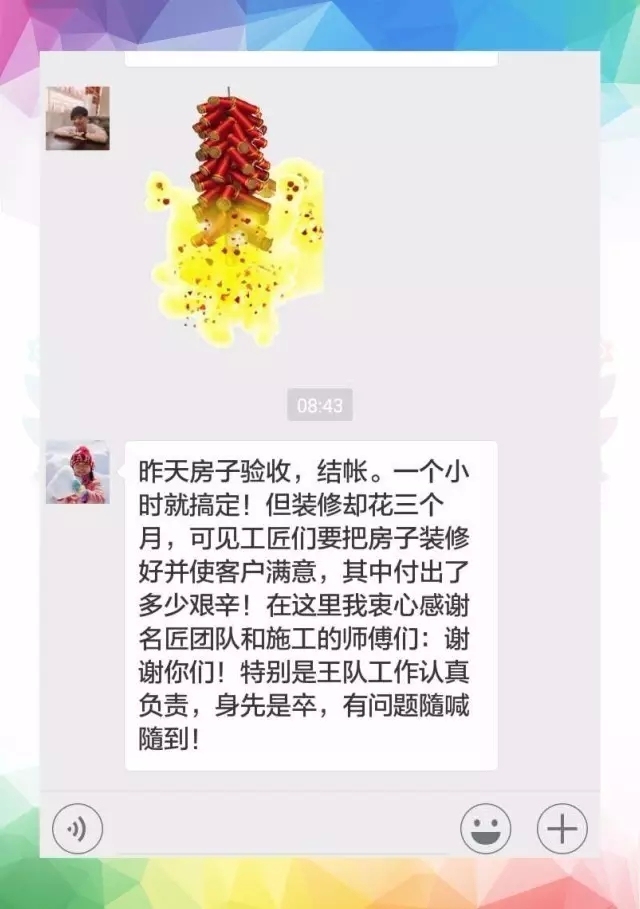 08:43
昨天房子验收，结帐。一个小
时就搞定！但装修却花三个
月，可见工匠们要把房子装修
好并使客户满意，其中付出了
多少艰辛！在这里我衷心感谢
名匠团队和施工的师傅们：谢
谢你们！特别是王队工作认真
负责，身先是卒，有问题隨喊
隨到！